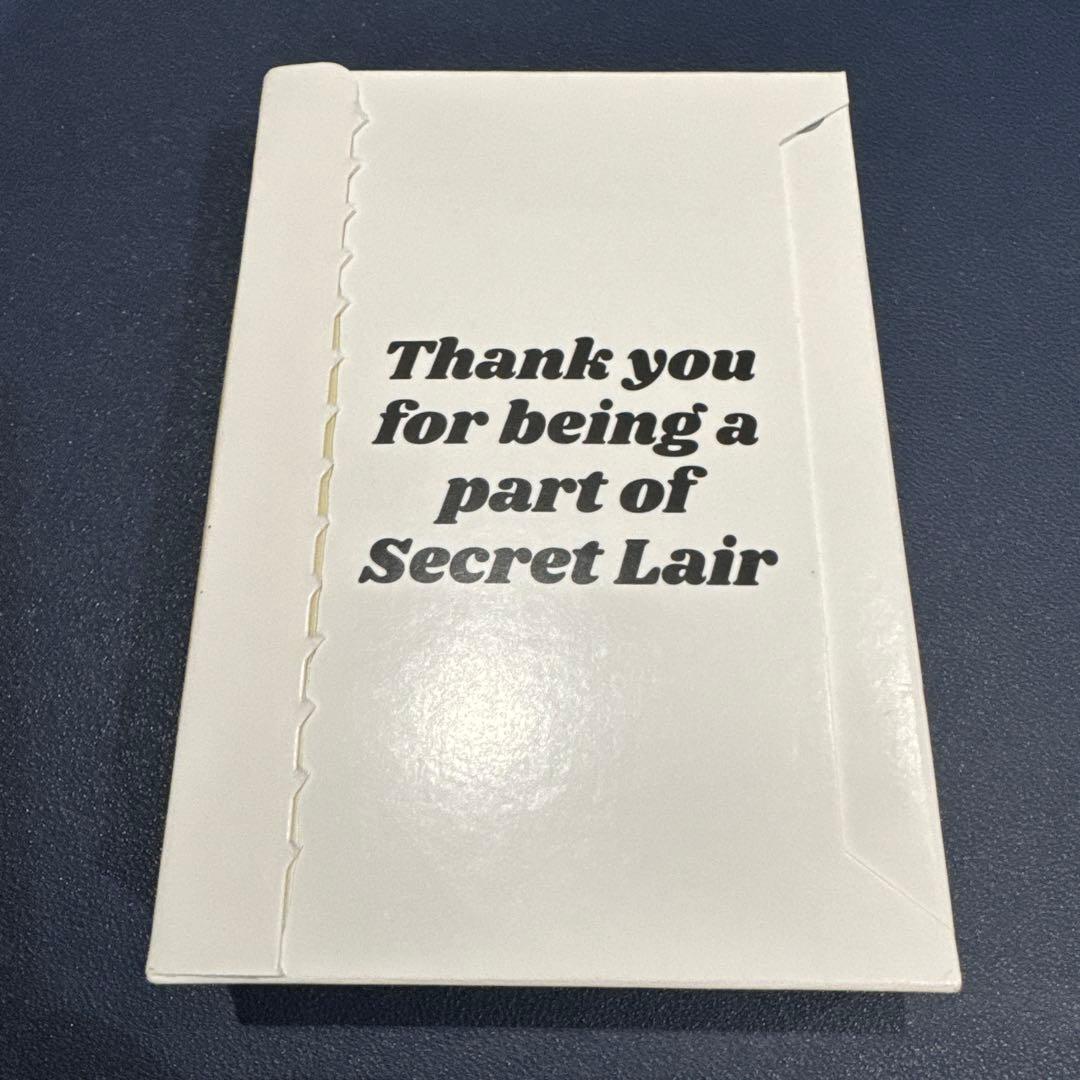 Thank you
for being a
part of
Secret Lair